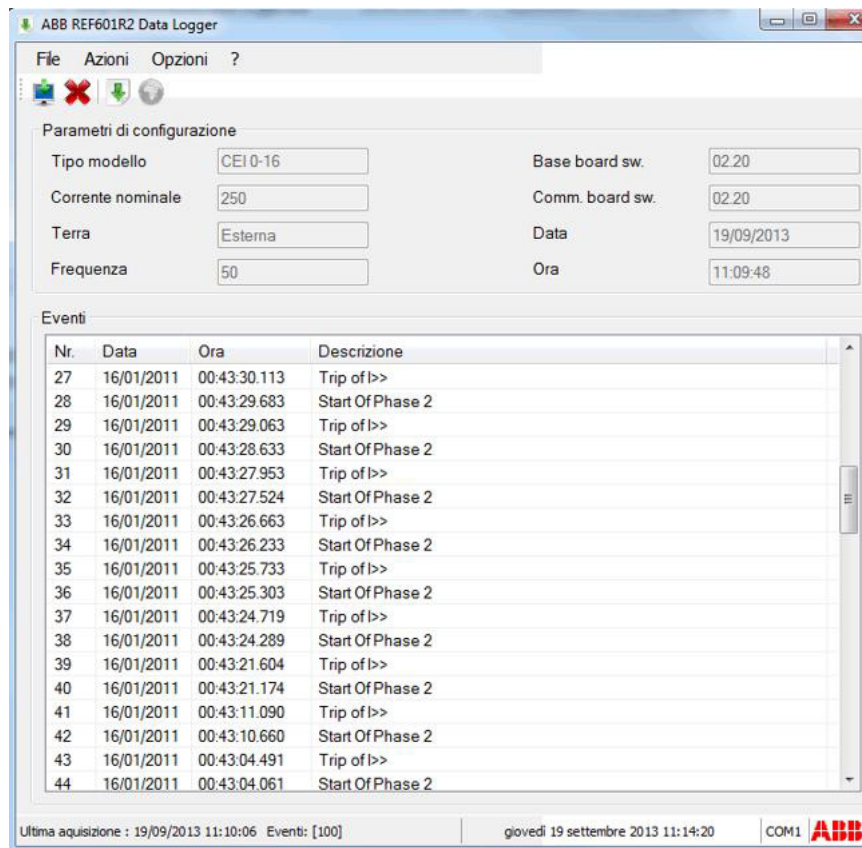 ABB REF601R2 Data Logger
File Azioni Opzioni ?
Parametri di configurazione
Tipo modello CEI 0-16 Base board sw. 02.20
Corrente nominale 250 Comm. board sw. 02.20
Terra Esterna Data 19/09/2013
Frequenza 50 Ora 11:09:48
Eventi
Nr. Data Ora Descrizione
27 16/01/2011 00:43:30.113 Trip of I>>
28 16/01/2011 00:43:29.683 Start Of Phase 2
29 16/01/2011 00:43:29.063 Trip of I>>
30 16/01/2011 00:43:28.633 Start Of Phase 2
31 16/01/2011 00:43:27.953 Trip of I>>
32 16/01/2011 00:43:27.524 Start Of Phase 2
33 16/01/2011 00:43:26.663 Trip of I>>
34 16/01/2011 00:43:26.233 Start Of Phase 2
35 16/01/2011 00:43:25.733 Trip of I>>
36 16/01/2011 00:43:25.303 Start Of Phase 2
37 16/01/2011 00:43:24.719 Trip of I>>
38 16/01/2011 00:43:24.289 Start Of Phase 2
39 16/01/2011 00:43:21.604 Trip of I>>
40 16/01/2011 00:43:21.174 Start Of Phase 2
41 16/01/2011 00:43:11.090 Trip of I>>
42 16/01/2011 00:43:10.660 Start Of Phase 2
43 16/01/2011 00:43:04.491 Trip of I>>
44 16/01/2011 00:43:04.061 Start Of Phase 2
Ultima aquisizione : 19/09/2013 11:10:06 Eventi: [100] giovedì 19 settembre 2013 11:14:20 COM1 ABB